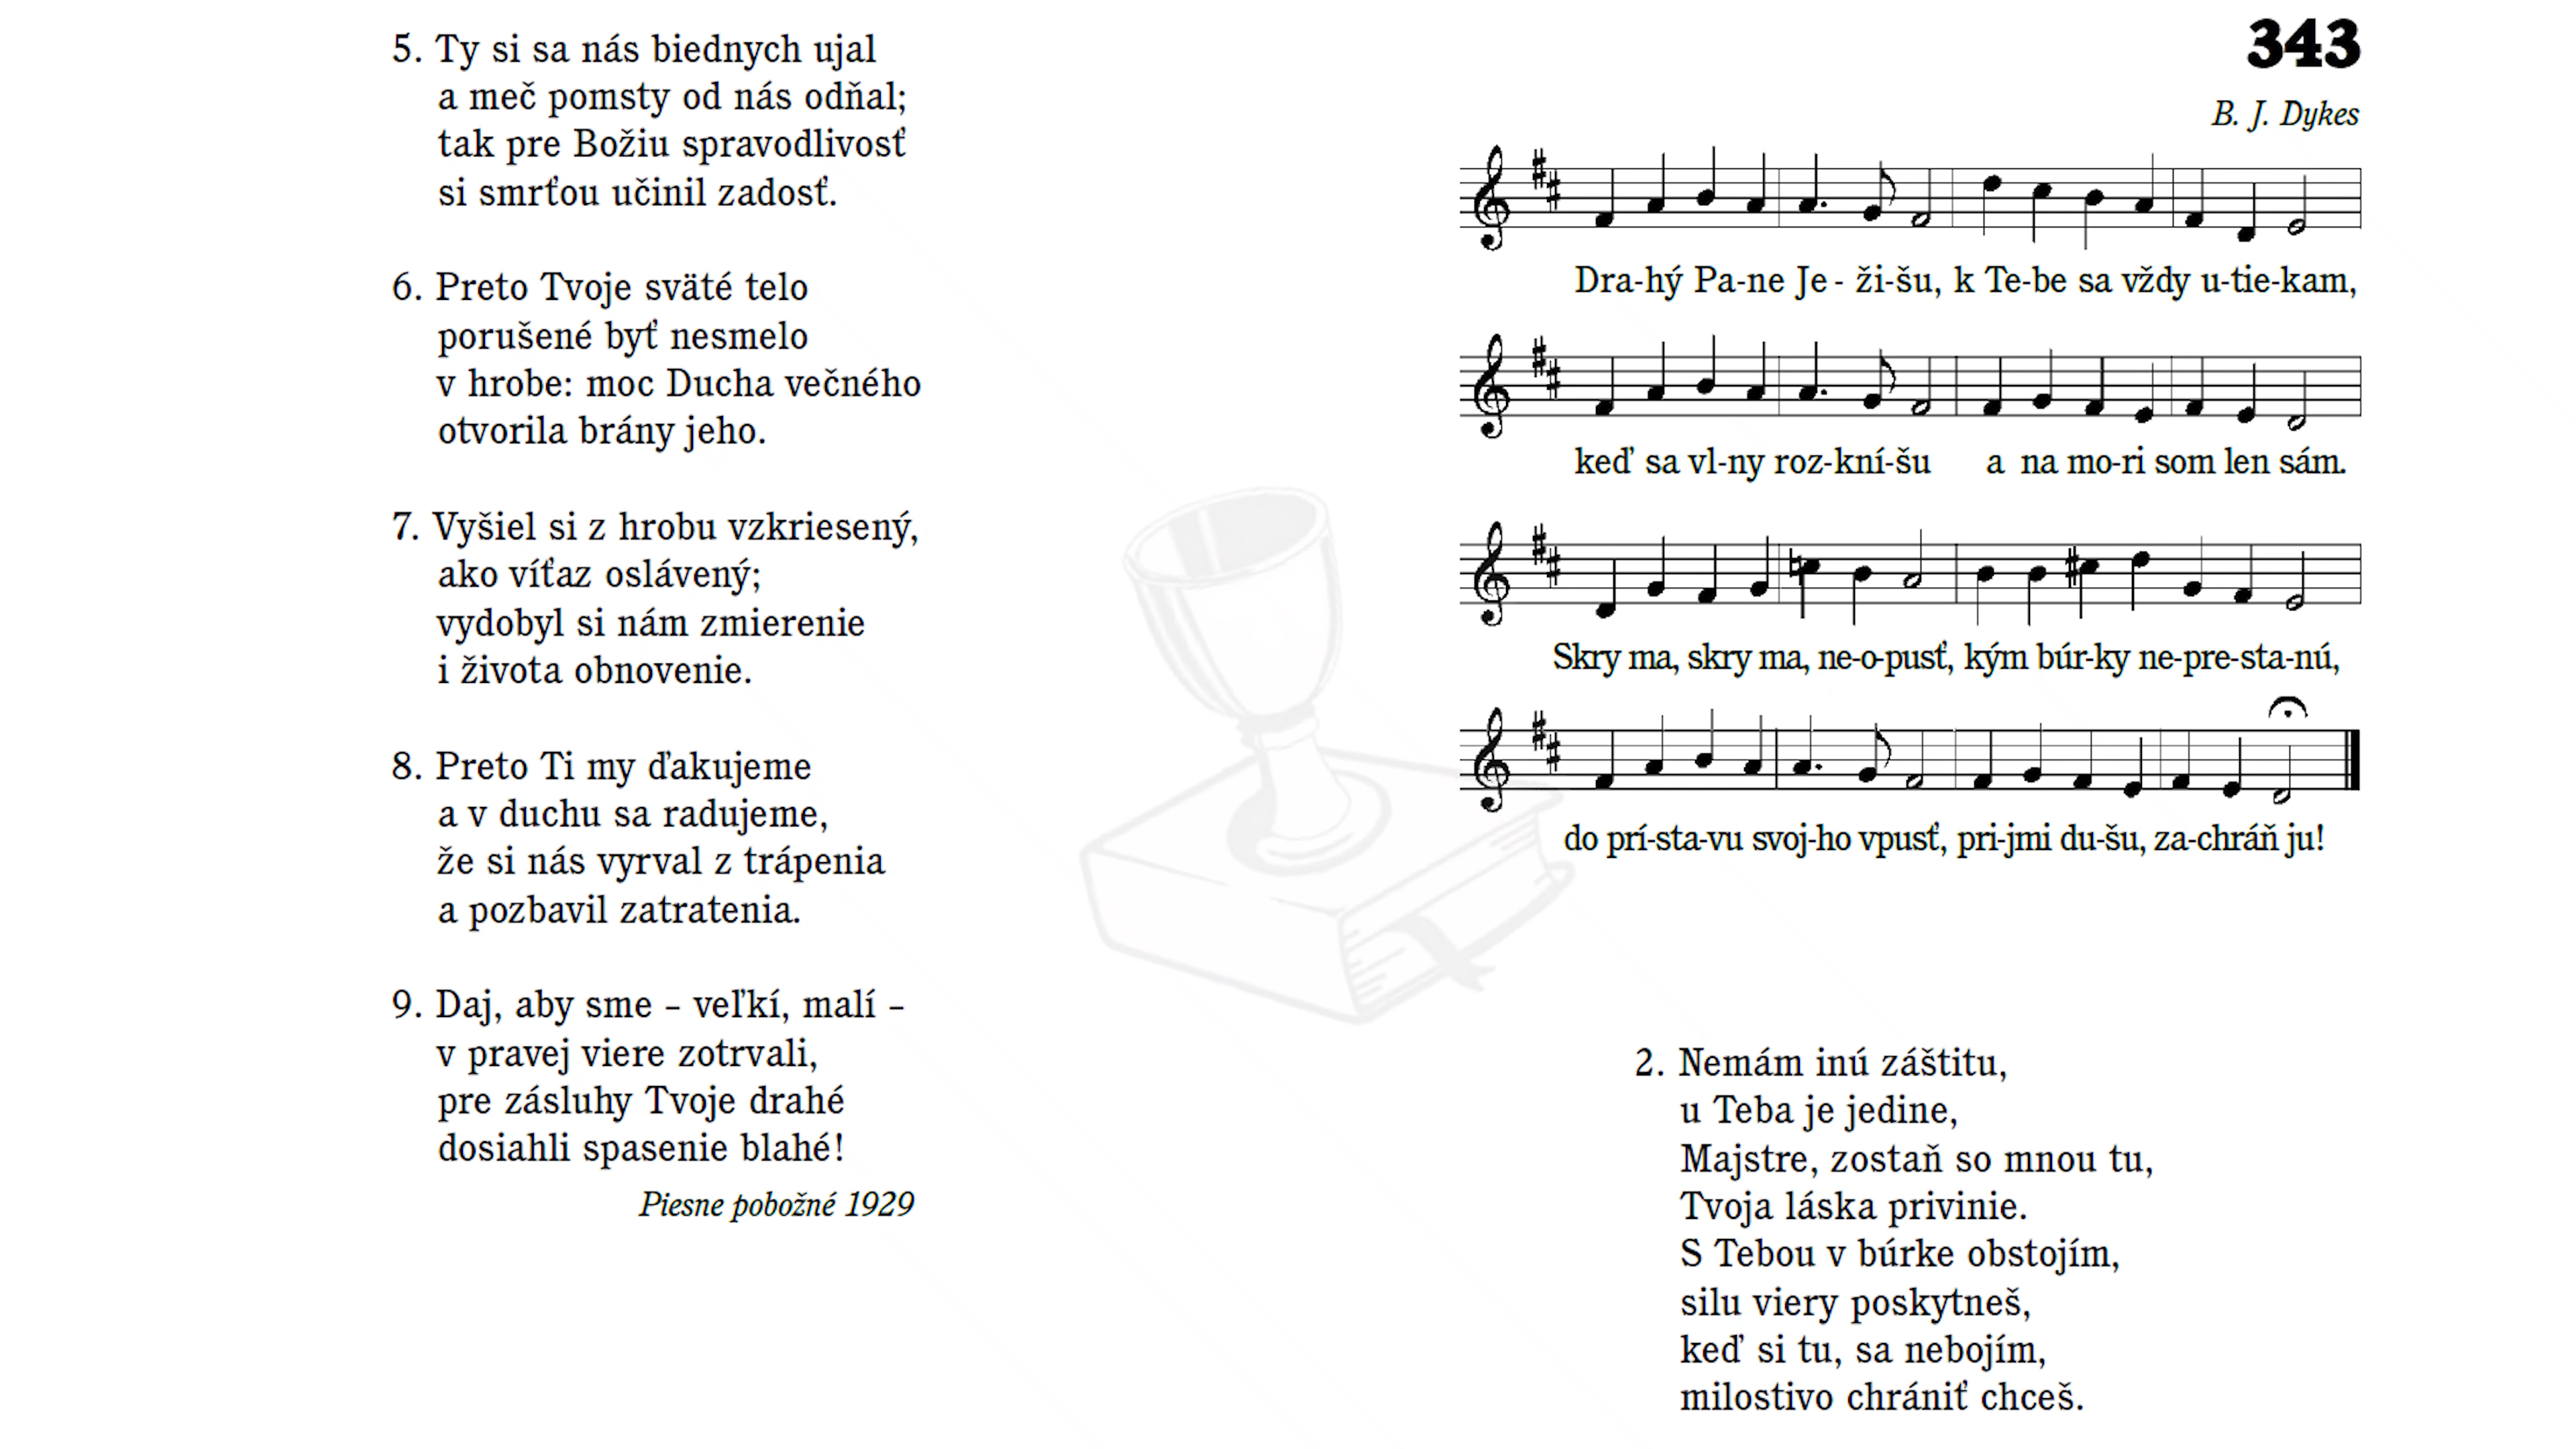 5. Ty si sa nás biednych ujal
a meč pomsty od nás odňal;
tak pre Božiu spravodlivosť
si smrťou učinil zadosť.
6. Preto Tvoje sväté telo
porušené byť nesmelo
v hrobe: moc Ducha večného
otvorila brány jeho.
7. Vyšiel si z hrobu vzkriesený,
ako víťaz oslávený;
vydobyl si nám zmierenie
i života obnovenie.
8. Preto Ti my ďakujeme
a v duchu sa radujeme,
že si nás vyrval z trápenia
a pozbavil zatratenia.
9. Daj, aby sme – veľkí, malí –
v pravej viere zotrvali,
pre zásluhy Tvoje drahé
dosiahli spasenie blahé!
Piesne pobožné 1929
343
B. J. Dykes
Dra-hý Pa-ne Je - ži-šu, k Te-be sa vždy u-tie-kam,
keď sa vl-ny roz-kní-šu a na mo-ri som len sám.
Skry ma, skry ma, ne-o-pusť, kým búr-ky ne-pre-sta-nú,
do prí-sta-vu svoj-ho vpusť, pri-jmi du-šu, za-chráň ju!
2. Nemám inú záštitu,
u Teba je jedine,
Majstre, zostaň so mnou tu,
Tvoja láska privinie.
S Tebou v búrke obstojím,
silu viery poskytneš,
keď si tu, sa nebojím,
milostivo chrániť chceš.